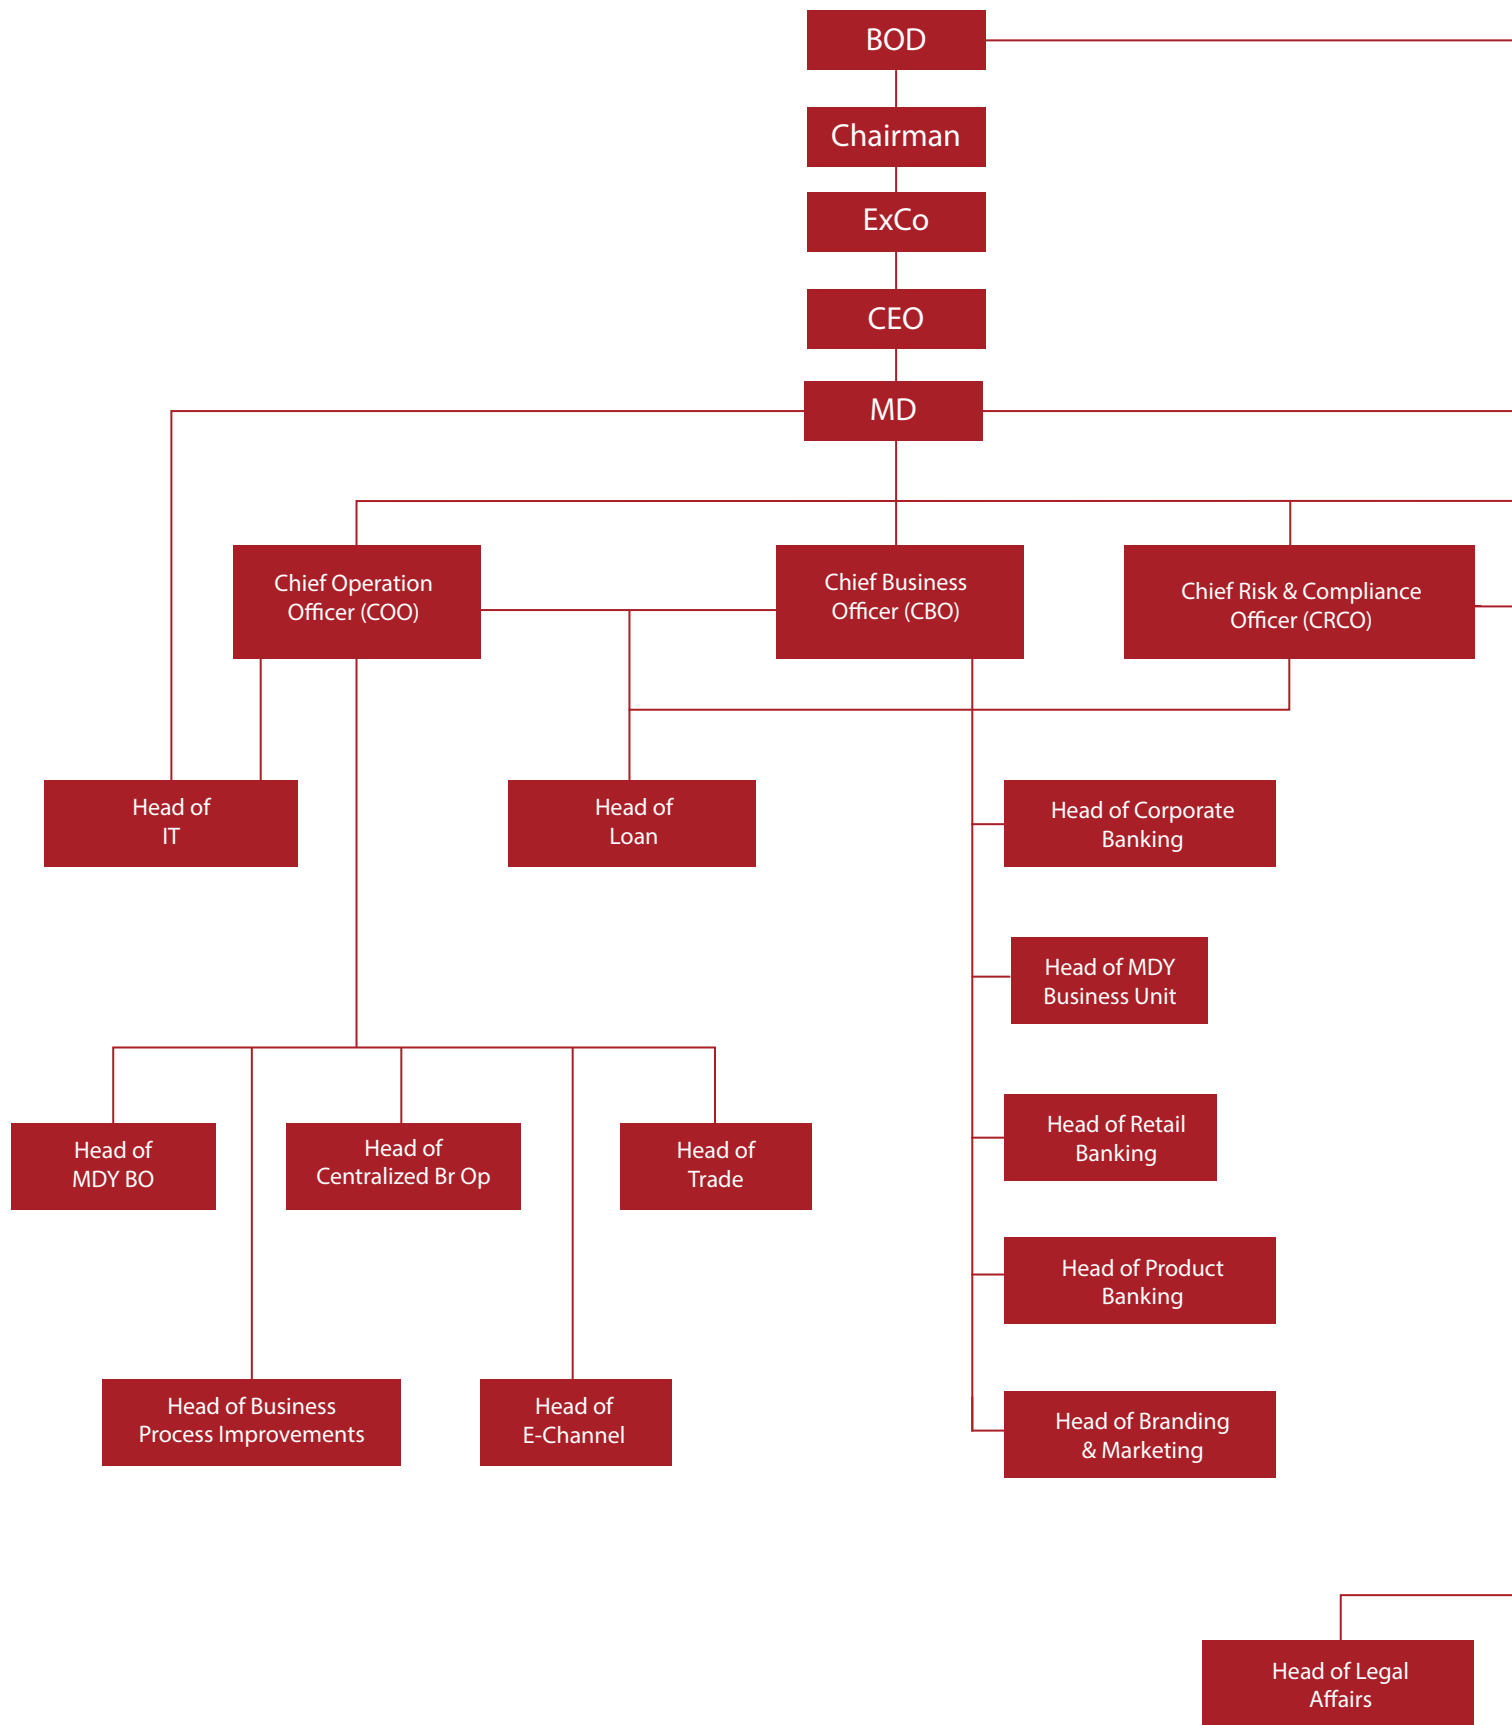 BOD
Chairman
ExCo
CEO
MD
Chief Operation
Officer (COO)
Chief Business
Officer (CBO)
Chief Risk & Compliance
Officer (CRCO)
Head of
IT
Head of
Loan
Head of Corporate
Banking
Head of MDY
Business Unit
Head of Retail
Banking
Head of MDY BO
Head of
Centralized Br Op
Head of
Trade
Head of Product
Banking
Head of Business
Process Improvements
Head of
E-Channel
Head of Branding
& Marketing
Head of Legal
Affairs